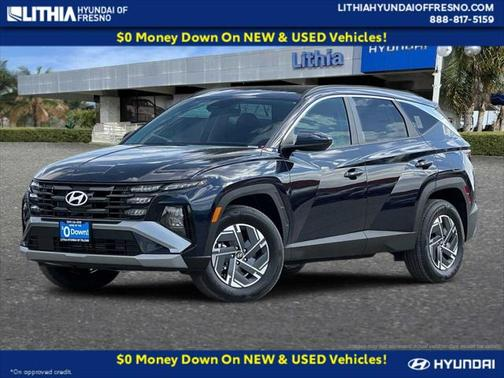 LITHIA HYUNDAI OF
FRESNO
LITHIAHYUNDAIOFFRESNO.COM
888-817-5159
$0 Money Down On NEW & USED Vehicles!
Lithia
HYUNDAI
$0 Down!
$0 Money Down On NEW & USED Vehicles!
*On approved credit.
HYUNDAI